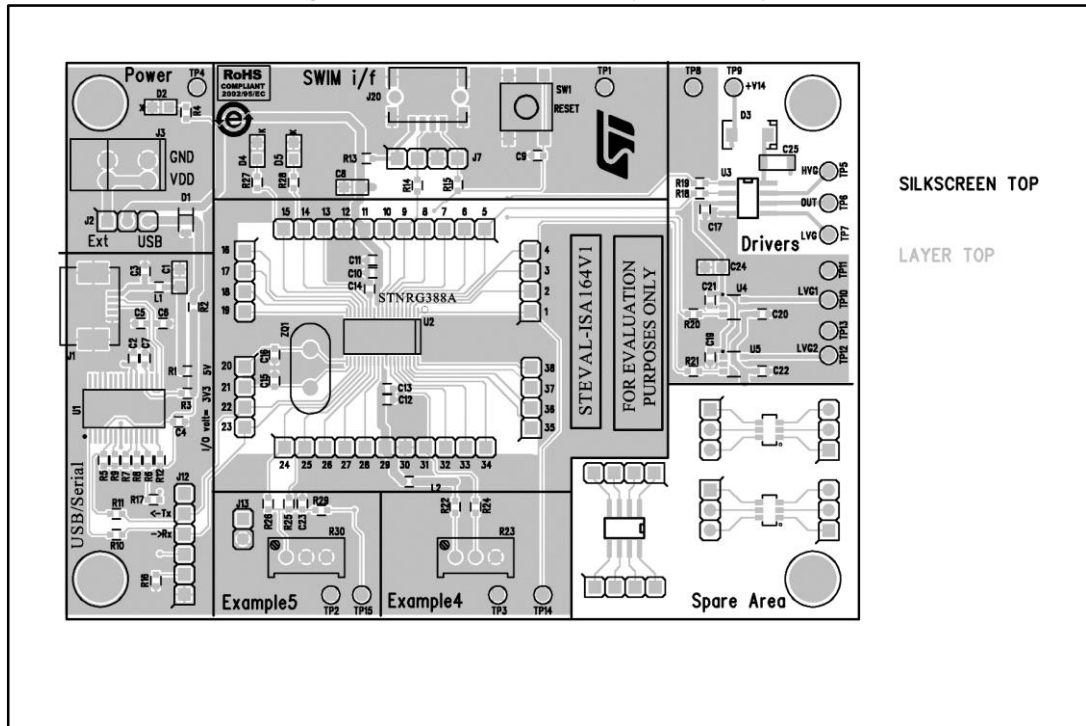 Power
TP4
RoHS
COMPLIANT
2002/95/EC
SWIM i/f
J20
SW1
RESET
TP1
TP8
TP9
+V14
D2
R4
J3
GND
VDD
D1
J2
Ext
USB
e
D4
D5
R27
R28
R13
C8
R14
R15
J7
C9
ST
D3
C25
U3
R19
R18
C17
HVG
TP5
OUT
TP6
LVG
TP7
Drivers
SILKSCREEN TOP
LAYER TOP
15 14 13 12 11 10 9 8 7 6 5
16
17
18
19
4
3
2
1
C11
C10
C14
STNRG388A
U2
ZQ1
C16
C15
C13
C12
20
21
22
23
38
37
36
35
24 25 26 27 28 29 30 31 32 33 34
L2
STEVAL-ISA164V1
FOR EVALUATION
PURPOSES ONLY
C24
C21
U4
R20
C20
C19
R21
U5
C22
TP11
LVG1
TP10
TP13
LVG2
TP12
C3
C1
L1
R2
C5
C6
J1
C2
C7
R1
5V
R3
3V3
I/O volt=
U1
C4
R5
R9
R7
R8
R6
R12
J12
R17
<-Tx
R11
->Rx
R10
R16
USB/Serial
J13
R26
R25
C23
R29
R30
Example5
TP2
TP15
R22
R24
R23
Example4
TP3
TP14
Spare Area